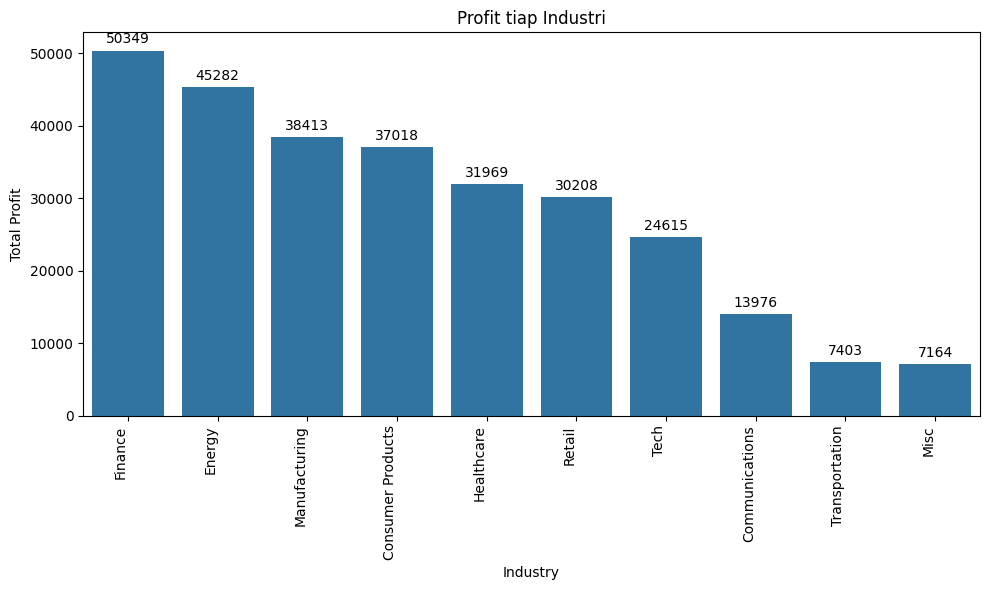 Profit tiap Industri
Total Profit
50000
40000
30000
20000
10000
0
50349
45282
38413
37018
31969
30208
24615
13976
7403
7164
Finance
Energy
Manufacturing
Consumer Products
Healthcare
Retail
Tech
Communications
Transportation
Misc
Industry